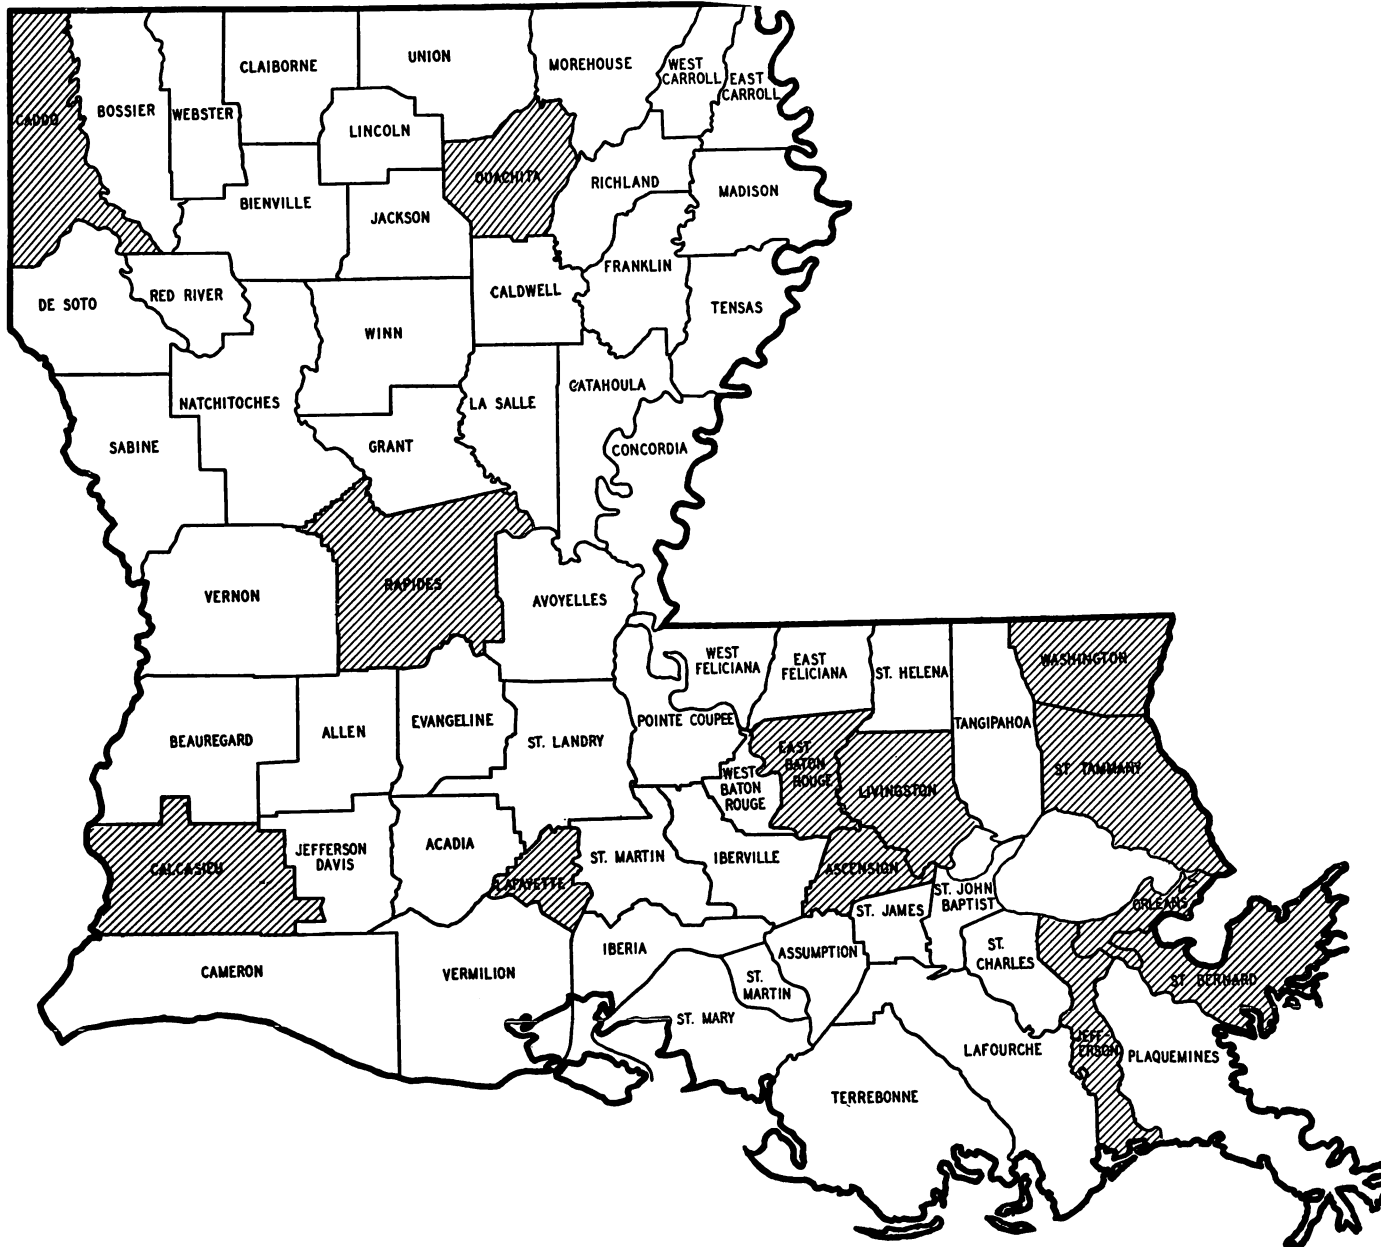 CLAIBORNE
UNION
MOREHOUSE
WEST
CARROLL
EAST
CARROLL
CADDO
BOSSIER
WEBSTER
LINCOLN
OUACHITA
RICHLAND
MADISON
BIENVILLE
JACKSON
FRANKLIN
DE SOTO
RED RIVER
CALDWELL
TENSAS
WINN
NATCHITOCHES
LA SALLE
CATAHOULA
SABINE
GRANT
CONCORDIA
VERNON
RAPIDES
AVOYELLES
WEST
FELICIANA
EAST
FELICIANA
ST. HELENA
WASHINGTON
BEAUREGARD
ALLEN
EVANGELINE
ST. LANDRY
POINTE COUPEE
TANGIPAHOA
EAST
BATON
ROUGE
WEST
BATON
ROUGE
LIVINGSTON
ST. TAMMANY
CALCASIEU
JEFFERSON
DAVIS
ACADIA
LAFAYETTE
ST. MARTIN
IBERVILLE
ASCENSION
ST. JAMES
ST. JOHN
BAPTIST
ORLEANS
CAMERON
VERMILION
IBERIA
ST.
MARTIN
ASSUMPTION
ST.
CHARLES
ST BERNARD
ST. MARY
LAFOURCHE
JEFF-
ERSON
PLAQUEMINES
TERREBONNE